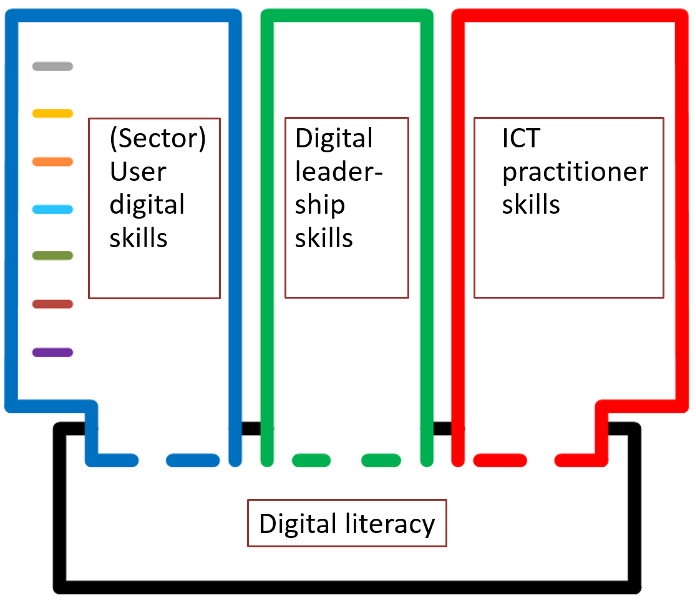 (Sector)
User
digital
skills
Digital
leader-
ship
skills
ICT
practitioner
skills
Digital literacy